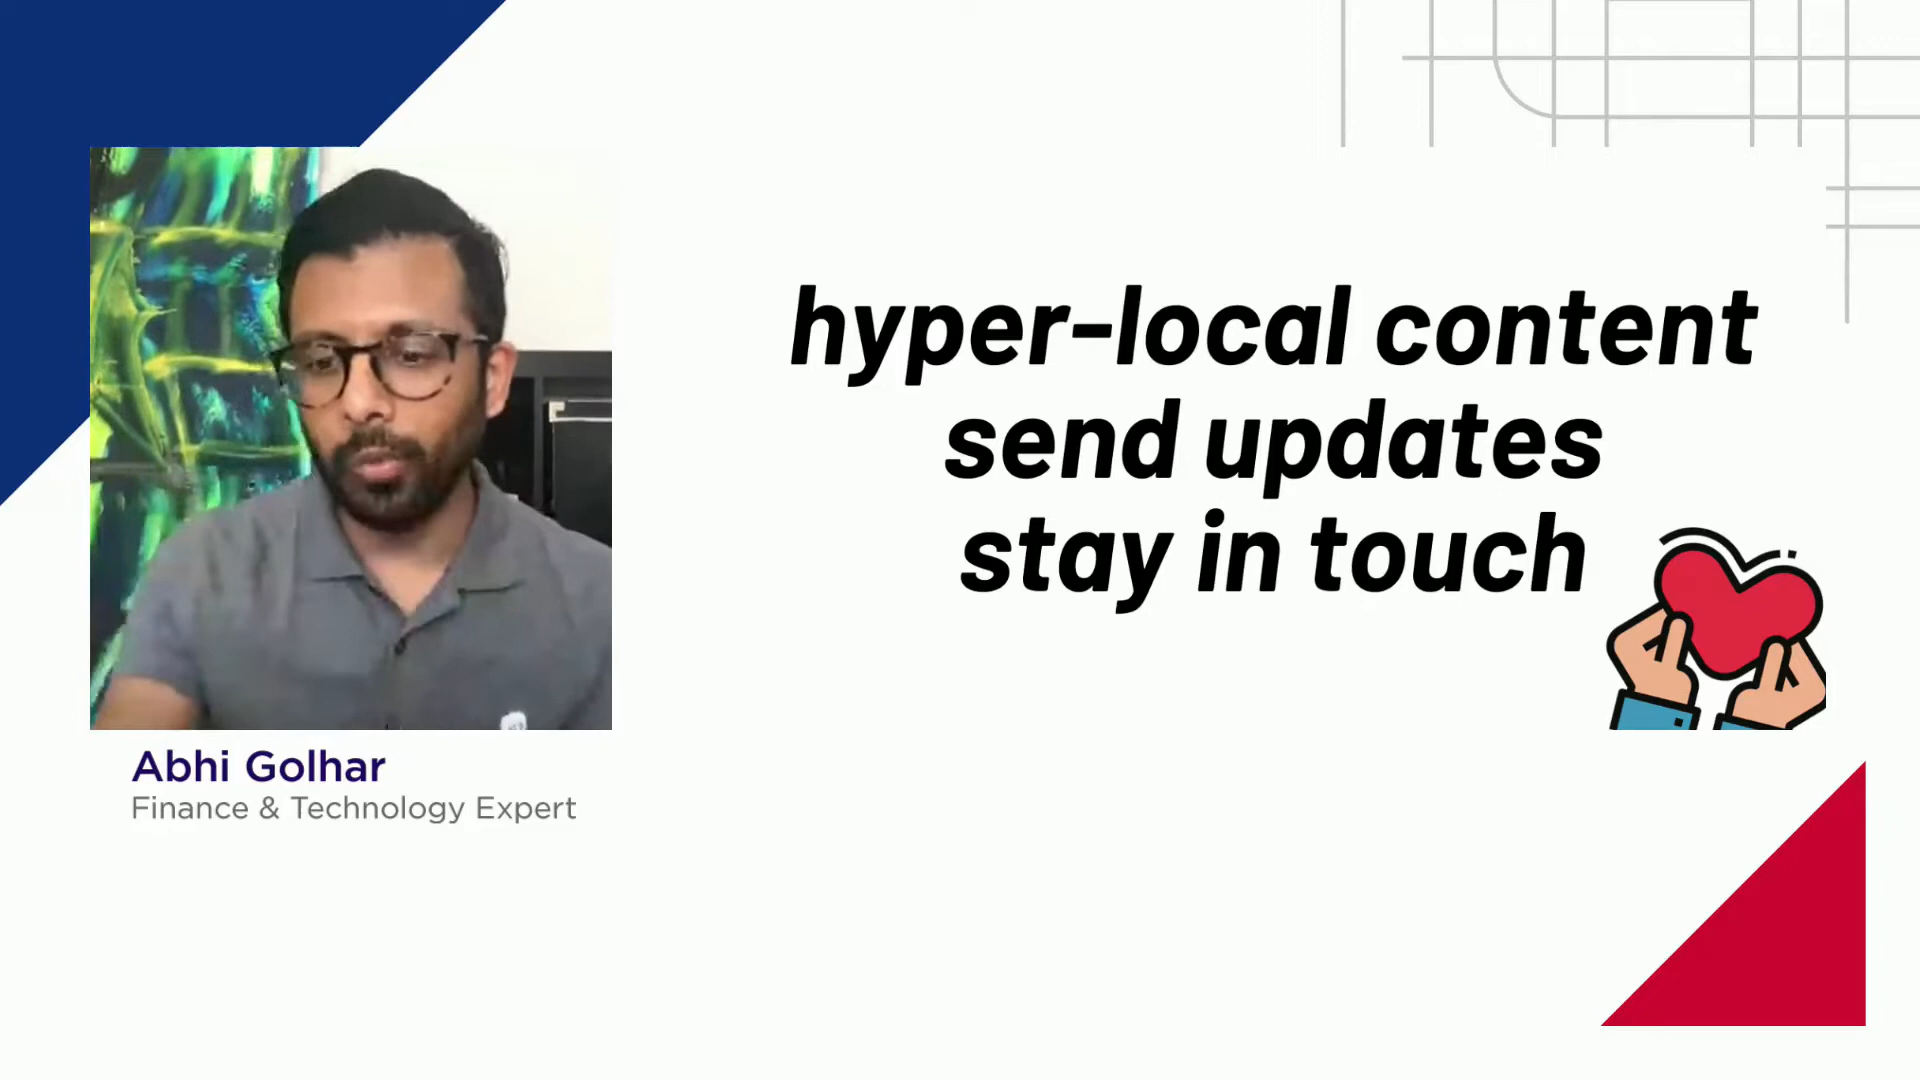 hyper-local content
send updates
stay in touch
Abhi Golhar
Finance & Technology Expert